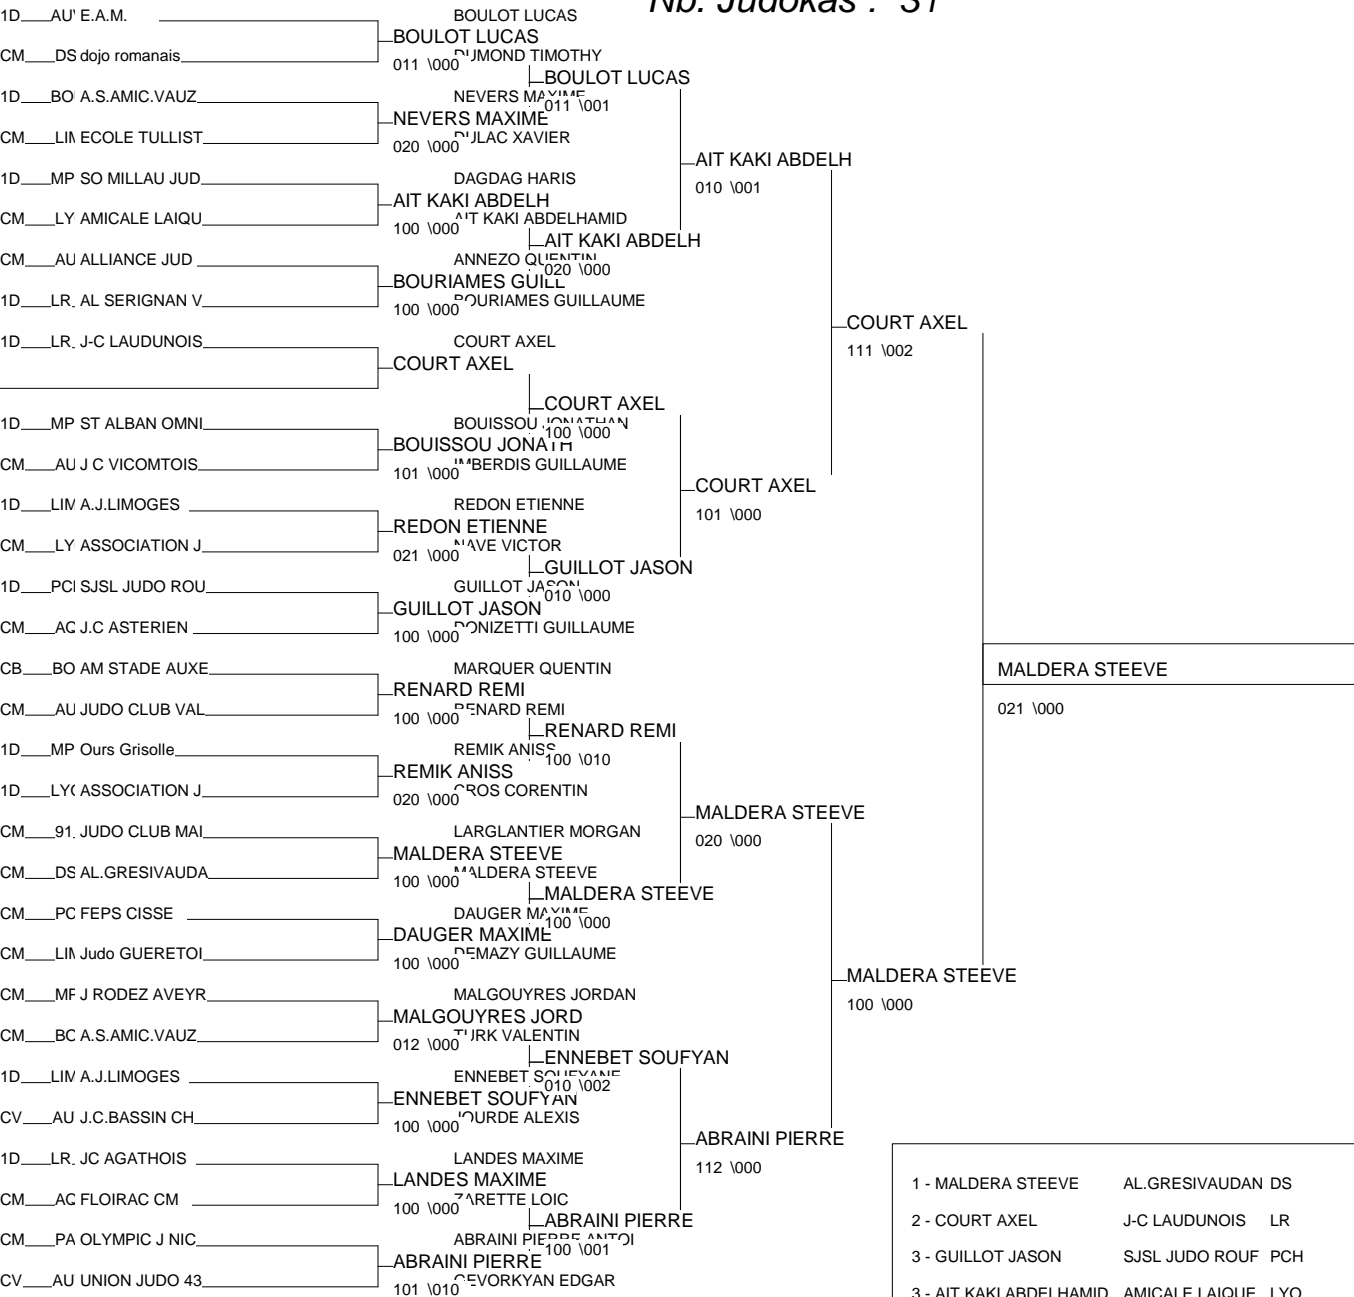 Nb. Judokas : 31
1D AU E.A.M. BOULOT LUCAS
BOULOT LUCAS
CM DS dojo romanais DUMOND TIMOTHY
011 \000
BOULOT LUCAS
1D BO A.S.AMIC.VAUZ NEVERS MAXIME
011 \001
NEVERS MAXIME
CM LIM ECOLE TULLIST DULAC XAVIER
020 \000
AIT KAKI ABDELH
1D MP SO MILLAU JUD DAGDAG HARIS
010 \001
AIT KAKI ABDELH
CM LY AMICALE LAIQU AIT KAKI ABDELHAMID
100 \000
AIT KAKI ABDELH
CM AU ALLIANCE JUD ANNEZO QUENTIN
020 \000
BOURIAMES GUILL
1D LR AL SERIGNAN V BOURIAMES GUILLAUME
100 \000
COURT AXEL
1D LR J-C LAUDUNOIS COURT AXEL
111 \002
COURT AXEL
COURT AXEL
1D MP ST ALBAN OMNI BOUISSOU JONATHAN
100 \000
BOUISSOU JONATH
CM AU J C VICOMTOIS IMBERDIS GUILLAUME
101 \000
COURT AXEL
1D LIM A.J.LIMOGES REDON ETIENNE
101 \000
REDON ETIENNE
CM LY ASSOCIATION J NAVE VICTOR
021 \000
GUILLOT JASON
1D PCH SJSL JUDO ROU GUILLOT JASON
010 \000
GUILLOT JASON
CM AQ J.C ASTERIEN DONIZETTI GUILLAUME
100 \000
CB BO AM STADE AUXE MARQUER QUENTIN MALDERA STEEVE
RENARD REMI
CM AU JUDO CLUB VAL RENARD REMI 021 \000
100 \000
RENARD REMI
1D MP Ours Grisolle REMIK ANISS
100 \010
REMIK ANISS
1D LYO ASSOCIATION J GROS CORENTIN
020 \000
MALDERA STEEVE
CM 91 JUDO CLUB MAI LARGLANTIER MORGAN
020 \000
MALDERA STEEVE
CM DS AL.GRESIVAUDA MALDERA STEEVE
100 \000
MALDERA STEEVE
CM PC FEPS CISSE DAUGER MAXIME
100 \000
DAUGER MAXIME
CM LIM Judo GUERETOI DEMAZY GUILLAUME
100 \000
MALDERA STEEVE
CM MP J RODEZ AVEYR MALGOUYRES JORDAN
100 \000
MALGOUYRES JORD
CM BO A.S.AMIC.VAUZ TURK VALENTIN
012 \000
ENNEBET SOUFYAN
1D LIM A.J.LIMOGES ENNEBET SOUFYANE
010 \002
ENNEBET SOUFYAN
CV AU J.C.BASSIN CH JOURDE ALEXIS
100 \000
ABRAINI PIERRE
1D LR JC AGATHOIS LANDES MAXIME
112 \000
LANDES MAXIME
CM AQ FLOIRAC CM ZARETTE LOIC
100 \000
ABRAINI PIERRE
CM PA OLYMPIC J NIC ABRAINI PIERRE ANTOI
100 \001
ABRAINI PIERRE
CV AU UNION JUDO 43 GEVORKYAN EDGAR
101 \010
1 - MALDERA STEEVE AL.GRESIVAUDAN DS
2 - COURT AXEL J-C LAUDUNOIS LR
3 - GUILLOT JASON SJSL JUDO ROUF PCH
3 - AIT KAKI ABDELHAMID AMICALE LAIQUE LYO